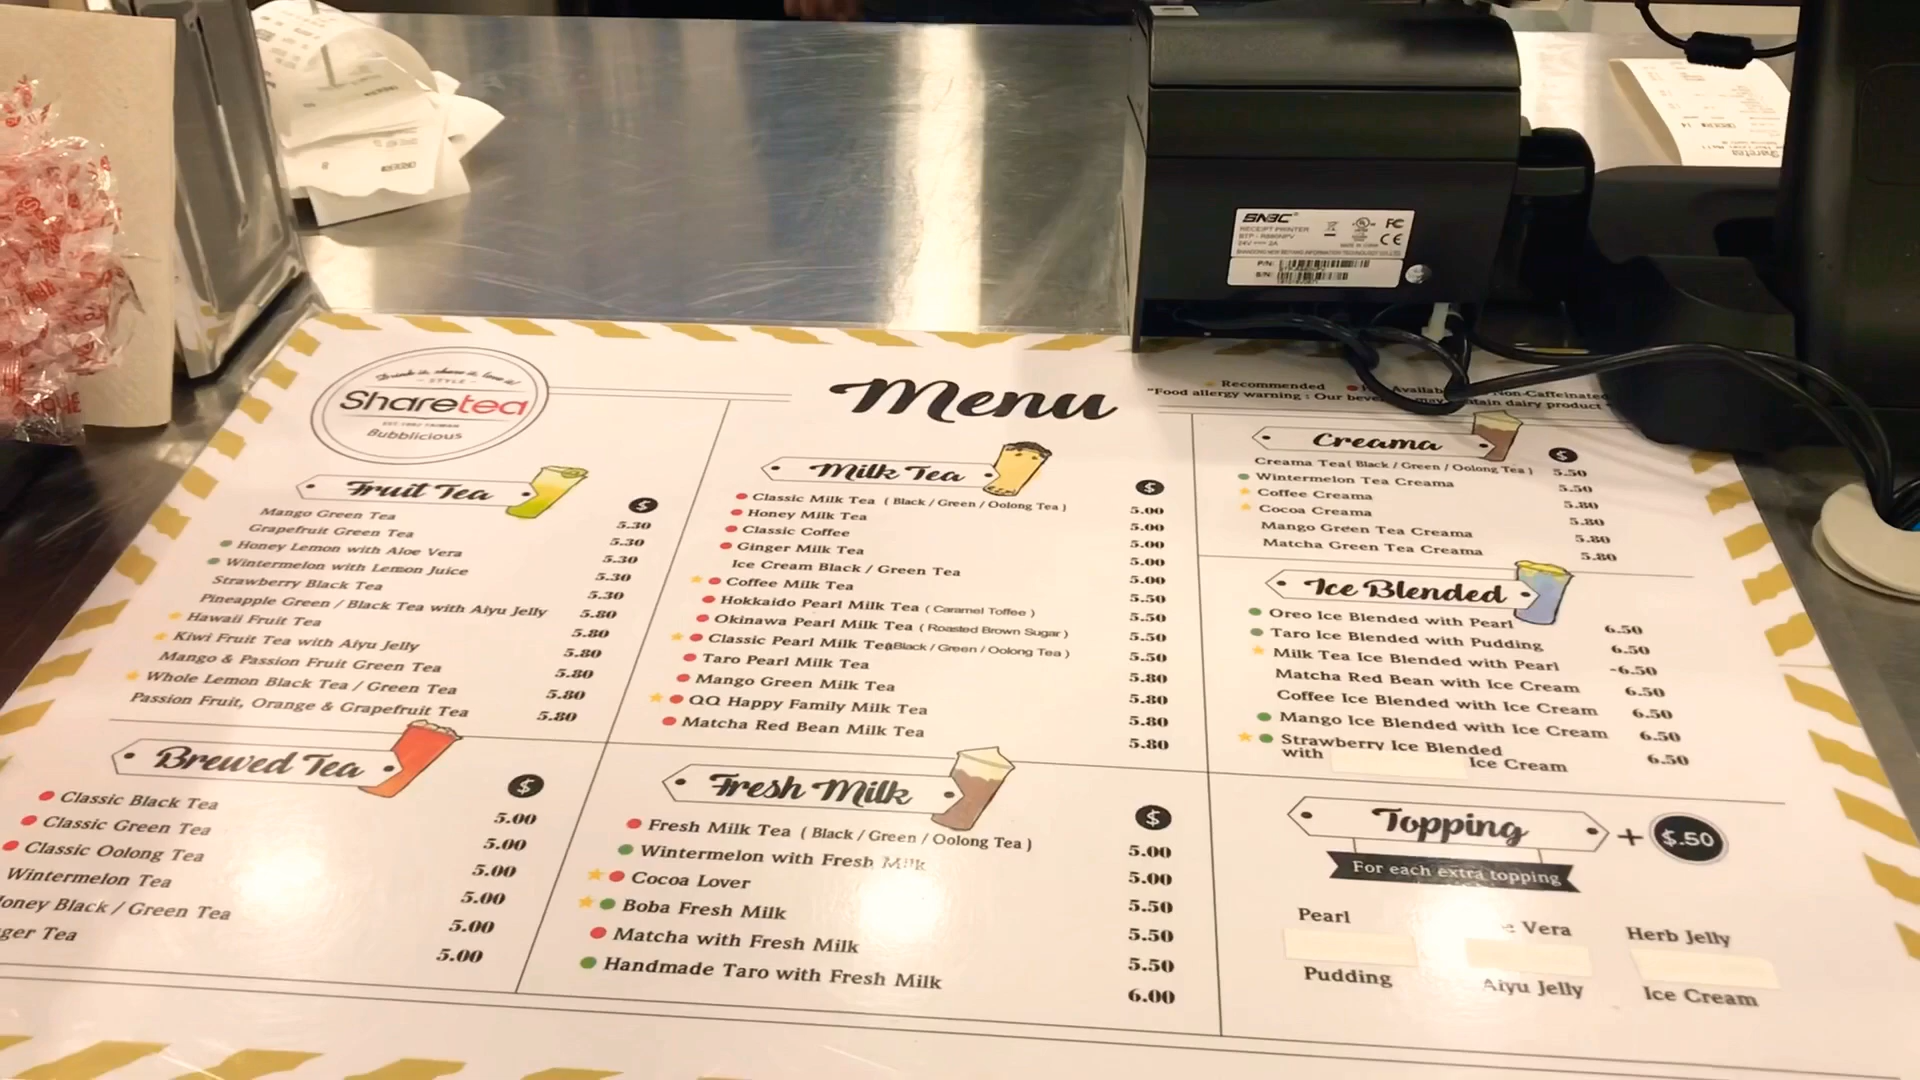 Drink it, share it, love it!
STYLE
Sharetea
Bubblicious
Menu
Recommended
Non-Caffeinated
"Food allergy warning : Our
dairy product
Fruit Tea $
Mango Green Tea 5.30
Grapefruit Green Tea 5.30
Honey Lemon with Aloe Vera 5.30
Wintermelon with Lemon Juice 5.30
Strawberry Black Tea 5.30
Pineapple Green / Black Tea with Aiyu Jelly 5.80
Hawaii Fruit Tea 5.80
Kiwi Fruit Tea with Aiyu Jelly 5.80
Mango & Passion Fruit Green Tea 5.80
Whole Lemon Black Tea / Green Tea 5.80
Passion Fruit, Orange & Grapefruit Tea 5.80
Brewed Tea $
Classic Black Tea 5.00
Classic Green Tea 5.00
Classic Oolong Tea 5.00
Wintermelon Tea 5.00
oney Black / Green Tea 5.00
ger Tea 5.00
Milk Tea $
Classic Milk Tea ( Black / Green / Oolong Tea ) 5.00
Honey Milk Tea 5.00
Classic Coffee 5.00
Ginger Milk Tea 5.00
Ice Cream Black / Green Tea 5.00
Coffee Milk Tea 5.50
Hokkaido Pearl Milk Tea ( Caramel Toffee ) 5.50
Okinawa Pearl Milk Tea ( Roasted Brown Sugar ) 5.50
Classic Pearl Milk Tea(Black / Green / Oolong Tea ) 5.50
Taro Pearl Milk Tea 5.80
Mango Green Milk Tea 5.80
QQ Happy Family Milk Tea 5.80
Matcha Red Bean Milk Tea 5.80
Fresh Milk $
Fresh Milk Tea ( Black / Green / Oolong Tea ) 5.00
Wintermelon with Fresh Milk 5.00
Cocoa Lover 5.50
Boba Fresh Milk 5.50
Matcha with Fresh Milk 5.50
Handmade Taro with Fresh Milk 6.00
Creama $
Creama Tea( Black / Green / Oolong Tea ) 5.50
Wintermelon Tea Creama 5.50
Coffee Creama 5.80
Cocoa Creama 5.80
Mango Green Tea Creama 5.80
Matcha Green Tea Creama 5.80
Ice Blended
Oreo Ice Blended with Pearl 6.50
Taro Ice Blended with Pudding 6.50
Milk Tea Ice Blended with Pearl -6.50
Matcha Red Bean with Ice Cream 6.50
Coffee Ice Blended with Ice Cream 6.50
Mango Ice Blended with Ice Cream 6.50
Strawberry Ice Blended
with Ice Cream 6.50
Topping + $.50
For each extra topping
Pearl Vera Herb Jelly
Pudding Aiyu Jelly Ice Cream
SNBC
RECEIPT PRINTER
24V 2A
P/N:
S/N:
FC
CE